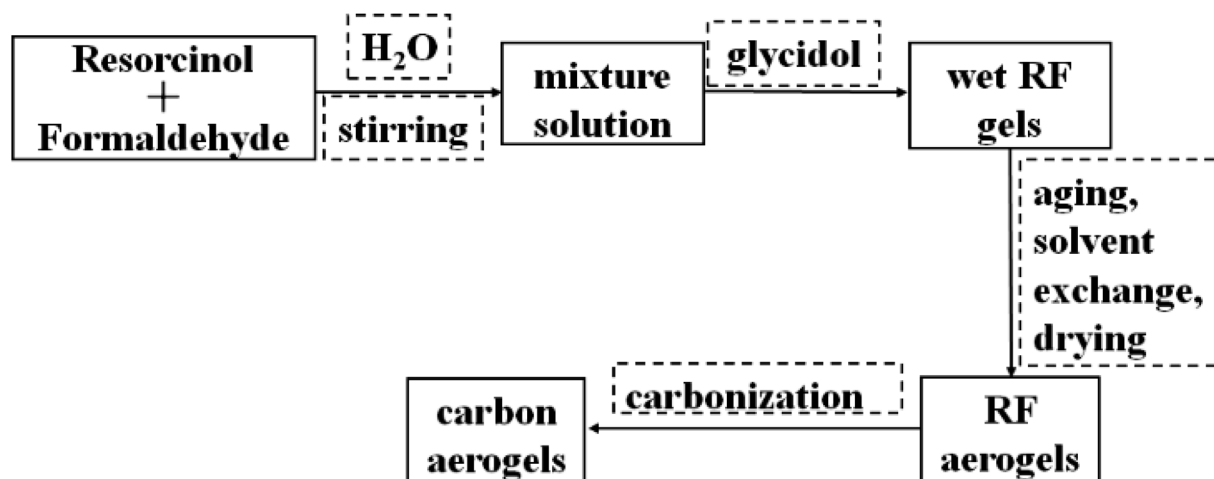 Resorcinol
+
Formaldehyde
H₂O
stirring
mixture
solution
glycidol
wet RF
gels
aging,
solvent
exchange,
drying
RF
aerogels
carbonization
carbon
aerogels